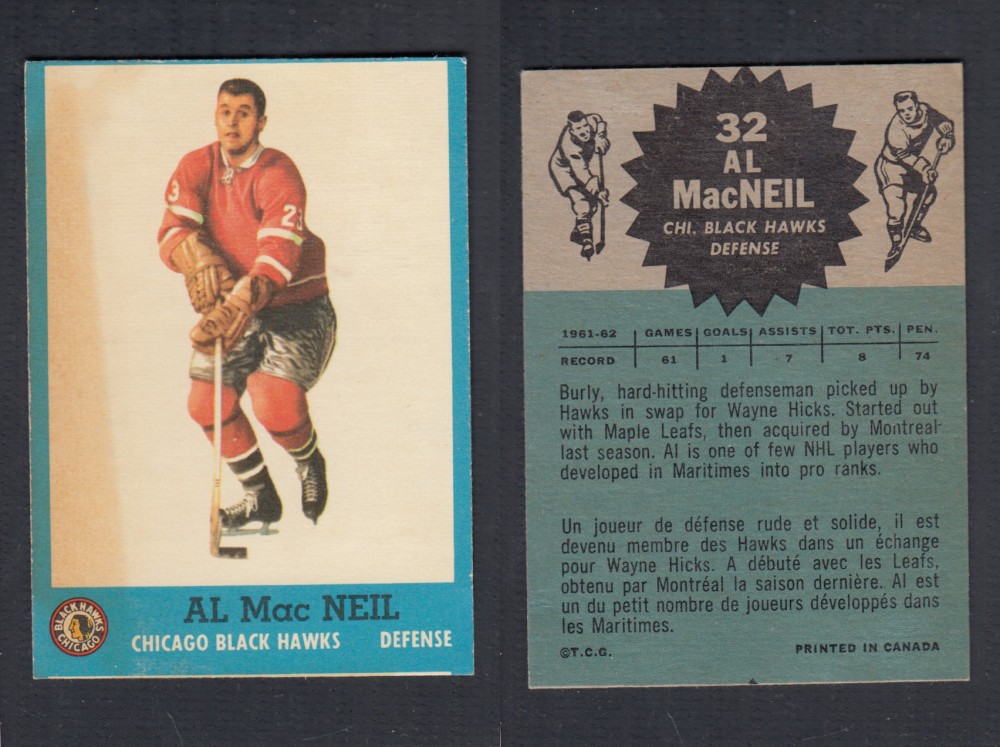 23
23
AL Mac NEIL
BLACK HAWKS
CHICAGO
CHICAGO BLACK HAWKS DEFENSE
32
AL
MacNEIL
CHI. BLACK HAWKS
DEFENSE
1961-62 GAMES GOALS ASSISTS TOT. PTS. PEN.
RECORD 61 1 7 8 74
Burly, hard-hitting defenseman picked up by
Hawks in swap for Wayne Hicks. Started out
with Maple Leafs, then acquired by Montreal
last season. Al is one of few NHL players who
developed in Maritimes into pro ranks.
Un joueur de défense rude et solide, il est
devenu membre des Hawks dans un échange
pour Wayne Hicks. A débuté avec les Leafs,
obtenu par Montréal la saison dernière. Al est
un du petit nombre de joueurs développés dans
les Maritimes.
©T.C.G. PRINTED IN CANADA